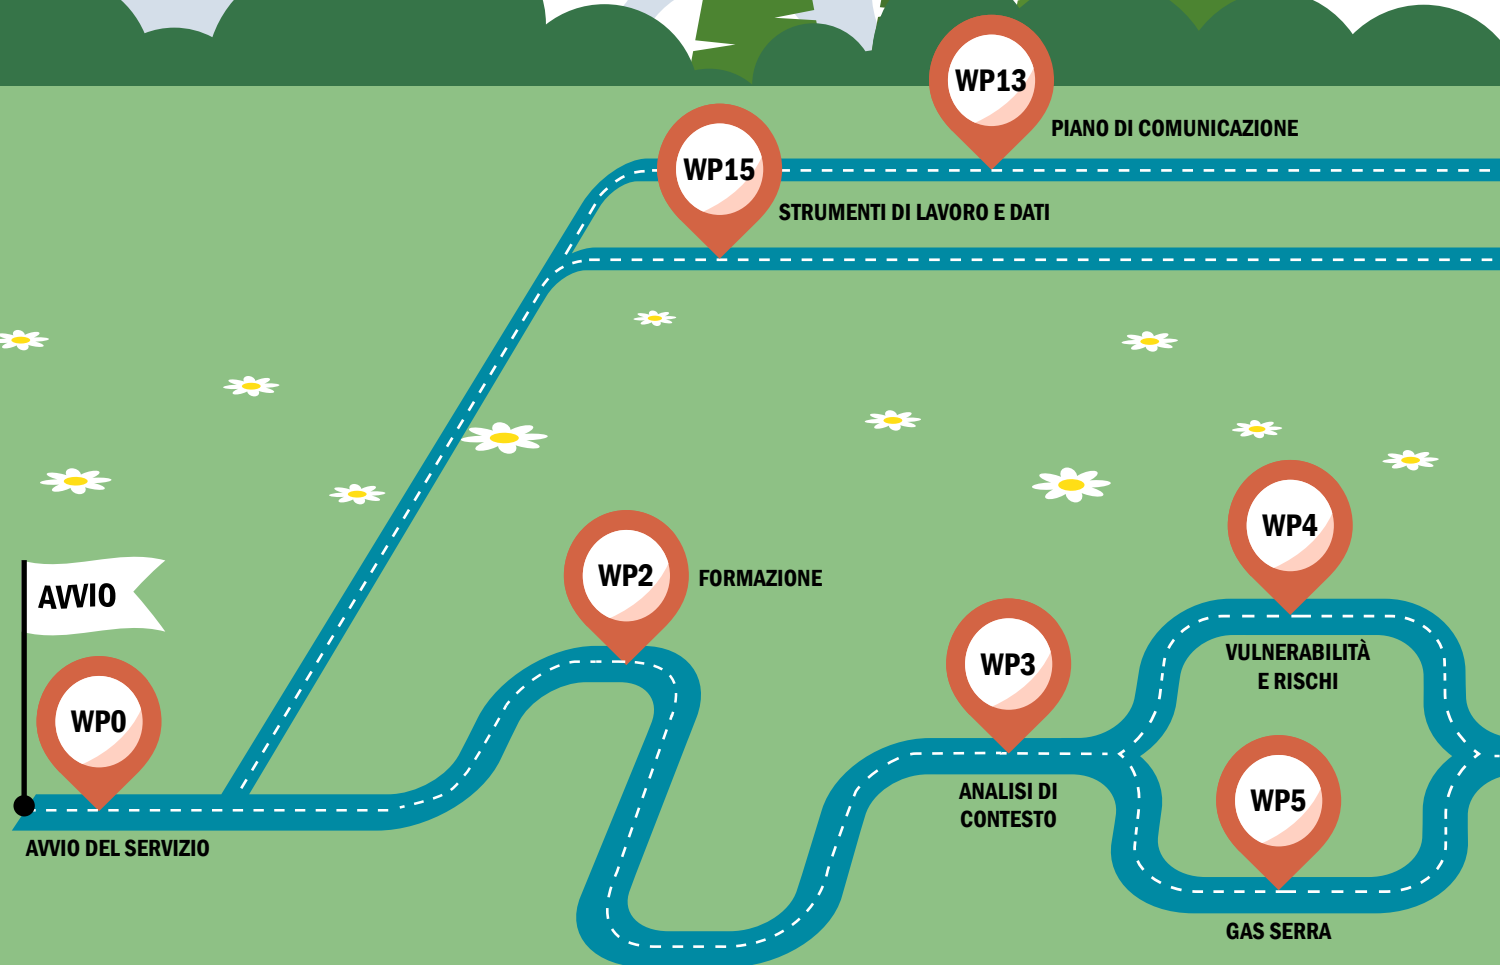 WP13
PIANO DI COMUNICAZIONE
WP15
STRUMENTI DI LAVORO E DATI
AVVIO
WP0
AVVIO DEL SERVIZIO
WP2
FORMAZIONE
WP3
ANALISI DI
CONTESTO
WP4
VULNERABILITÀ
E RISCHI
WP5
GAS SERRA